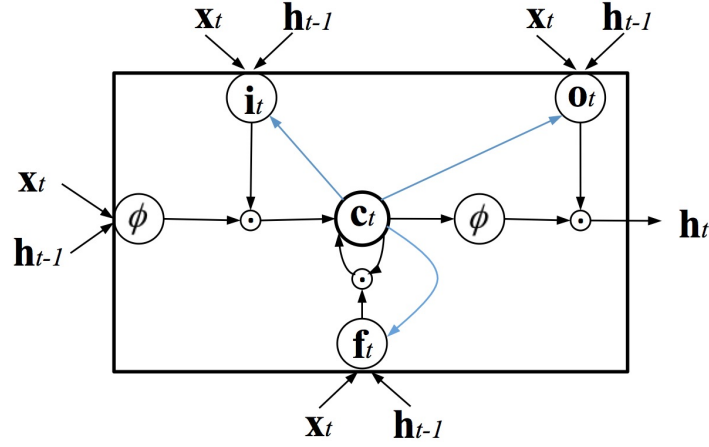 xt ht-1 xt ht-1
it ot
xt
ϕ ct ϕ
ht
ht-1
ft
xt ht-1